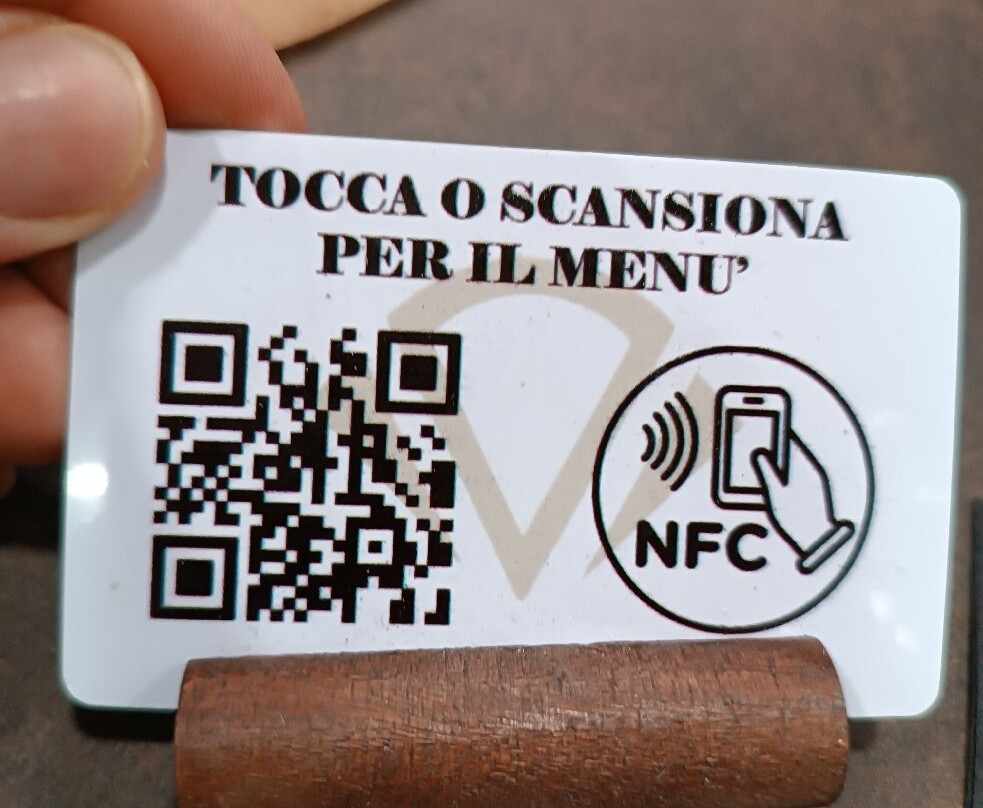 TOCCA O SCANSIONA
PER IL MENU'
NFC